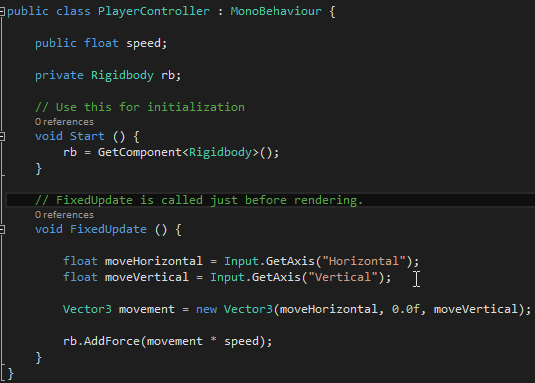 public class PlayerController : MonoBehaviour {
public float speed;
private Rigidbody rb;
// Use this for initialization
0 references
void Start () {
rb = GetComponent<Rigidbody>();
}
// FixedUpdate is called just before rendering.
0 references
void FixedUpdate () {
float moveHorizontal = Input.GetAxis("Horizontal");
float moveVertical = Input.GetAxis("Vertical");
Vector3 movement = new Vector3(moveHorizontal, 0.0f, moveVertical);
rb.AddForce(movement * speed);
}
}